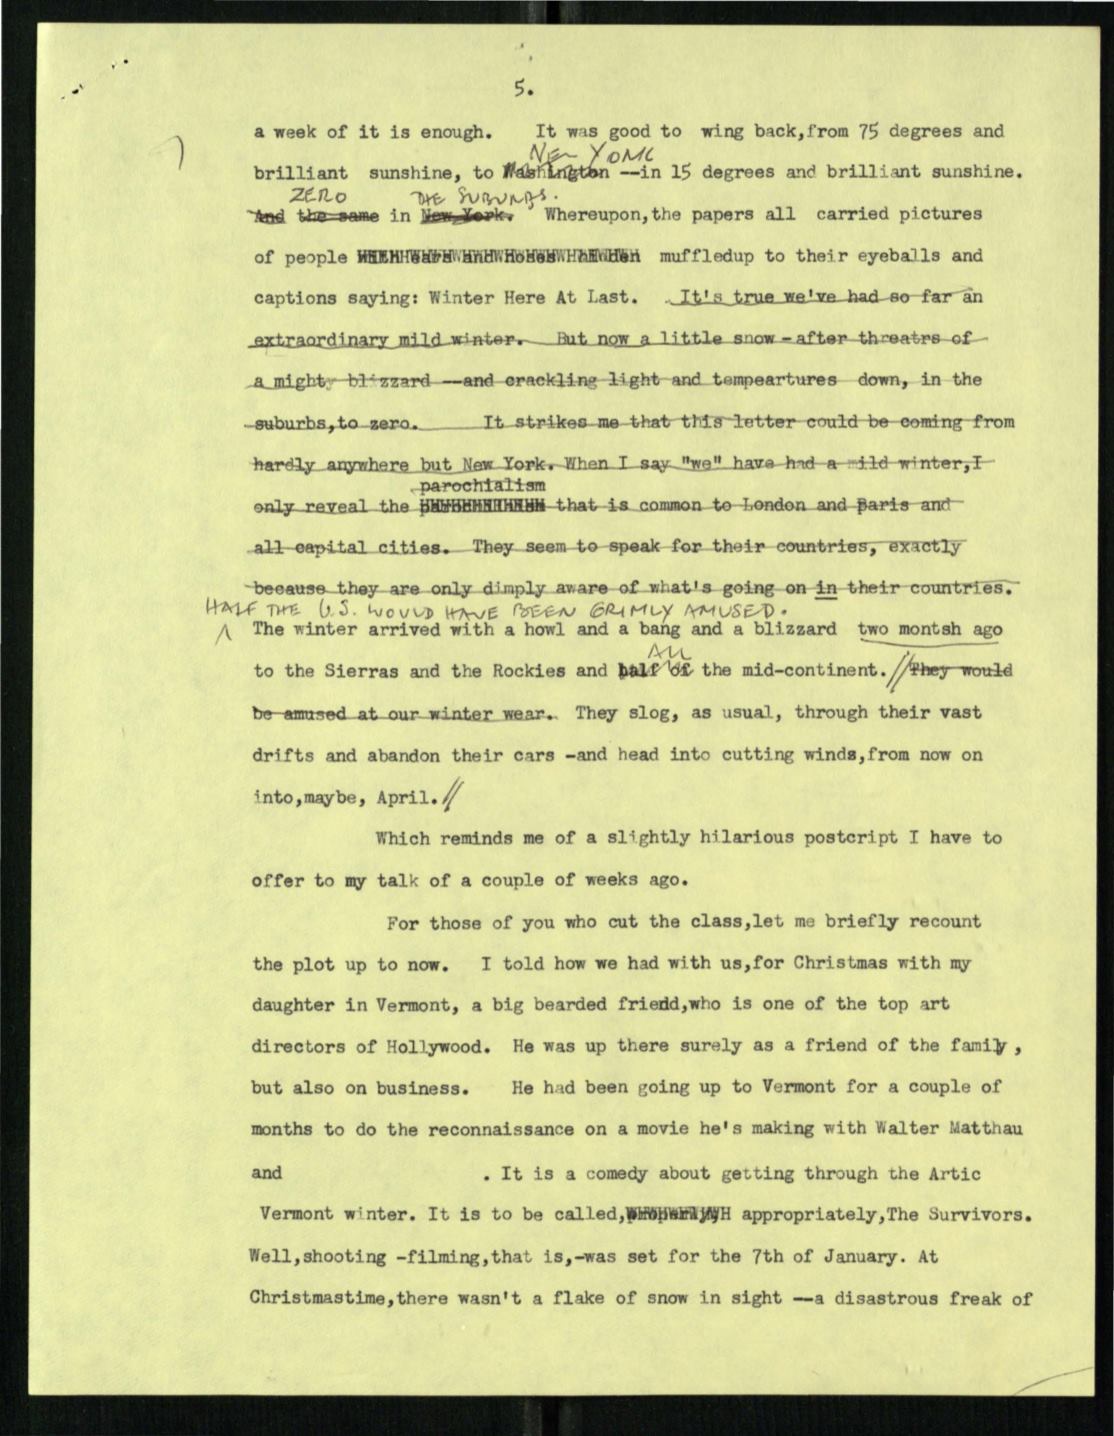 5.
a week of it is enough. It was good to wing back,from 75 degrees and
NEW YORK
brilliant sunshine, to Washington --in 15 degrees and brilliant sunshine.
ZERO THE SUBURBS.
And the same in New York. Whereupon,the papers all carried pictures
of people muffledup to their eyeballs and
captions saying: Winter Here At Last. It's true we've had so far an
extraordinary mild winter. But now a little snow -after threatrs of
a mighty blizzard --and crackling light and tempeartures down, in the
suburbs,to zero. It strikes me that this letter could be coming from
hardly anywhere but New York. When I say "we" have had a mild winter,I
parochialism
only reveal the that is common to London and Paris and
all capital cities. They seem to speak for their countries, exactly
because they are only dimply aware of what's going on in their countries.
HALF THE U.S. WOULD HAVE BEEN GRIMLY AMUSED.
The winter arrived with a howl and a bang and a blizzard two montsh ago
ALL
to the Sierras and the Rockies and half of the mid-continent. // They would
be amused at our winter wear. They slog, as usual, through their vast
drifts and abandon their cars -and head into cutting winds,from now on
into,maybe, April. //
Which reminds me of a slightly hilarious postcript I have to
offer to my talk of a couple of weeks ago.
For those of you who cut the class,let me briefly recount
the plot up to now. I told how we had with us,for Christmas with my
daughter in Vermont, a big bearded friend,who is one of the top art
directors of Hollywood. He was up there surely as a friend of the family ,
but also on business. He had been going up to Vermont for a couple of
months to do the reconnaissance on a movie he's making with Walter Matthau
and . It is a comedy about getting through the Artic
Vermont winter. It is to be called, appropriately,The Survivors.
Well,shooting -filming,that is,-was set for the 7th of January. At
Christmastime,there wasn't a flake of snow in sight --a disastrous freak of